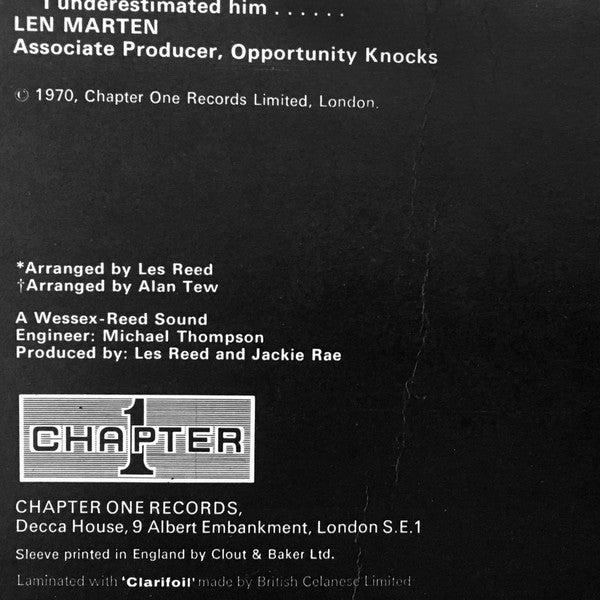 I underestimated him . . . . . .
LEN MARTEN
Associate Producer, Opportunity Knocks
℗ 1970, Chapter One Records Limited, London.
*Arranged by Les Reed
†Arranged by Alan Tew
A Wessex-Reed Sound
Engineer: Michael Thompson
Produced by: Les Reed and Jackie Rae
CHAPTER 1
CHAPTER ONE RECORDS,
Decca House, 9 Albert Embankment, London S.E.1
Sleeve printed in England by Clout & Baker Ltd.
Laminated with 'Clarifoil' made by British Celanese Limited